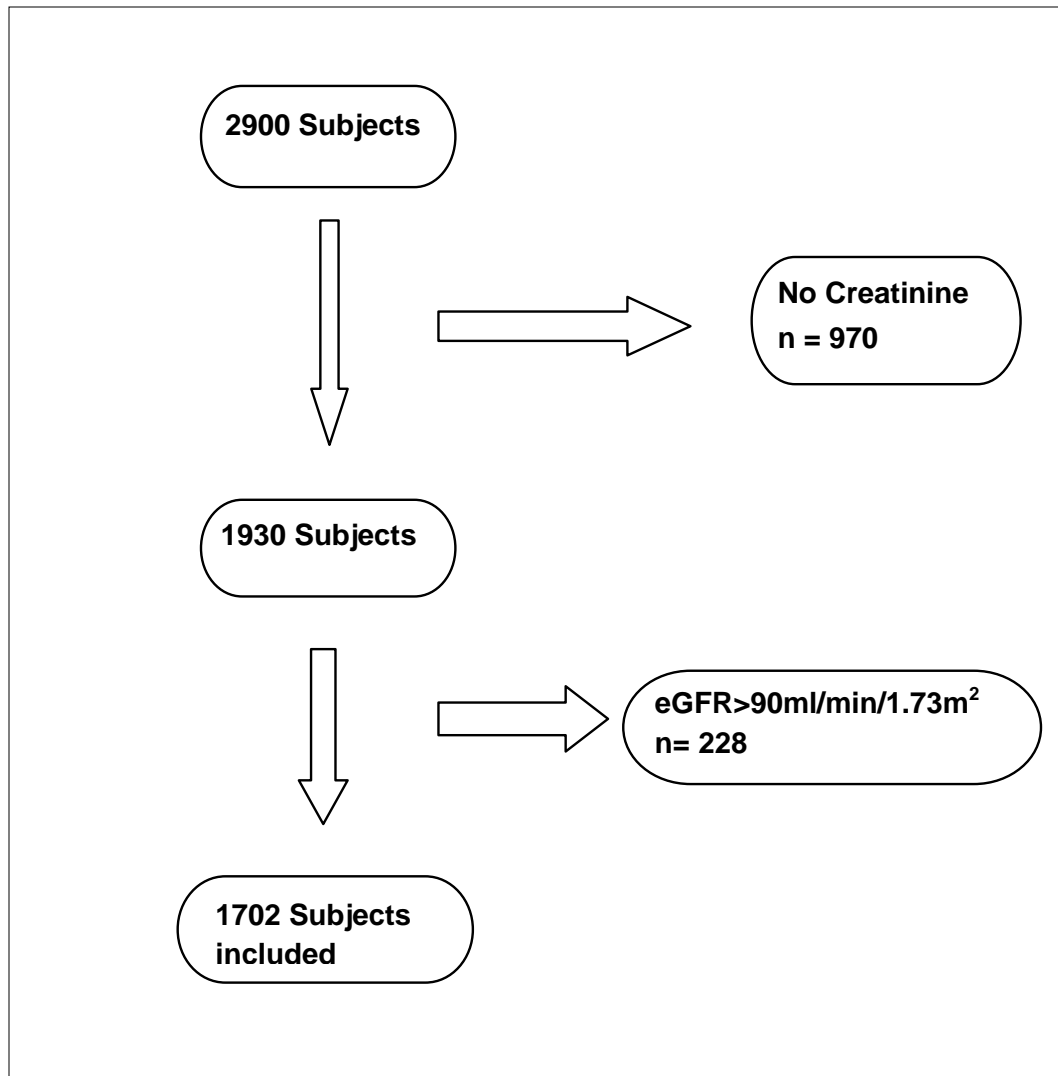 2900 Subjects
No Creatinine
n = 970
1930 Subjects
eGFR>90ml/min/1.73m²
n= 228
1702 Subjects
included